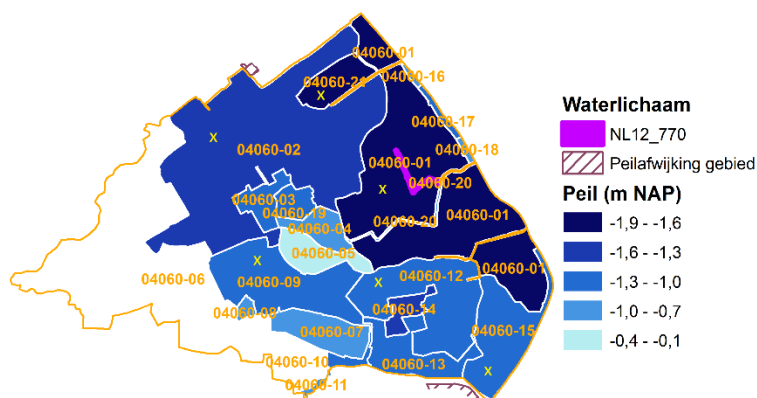 04060-01
04060-16
04060-21
X
04060-17
X
04060-02
04060-18
04060-01
04060-20
X
04060-03
04060-19
04060-20
04060-01
04060-04
04060-05
X
04060-06
04060-09
X
04060-12
04060-01
04060-08
04060-14
04060-07
04060-15
04060-10
04060-13
X
04060-11
Waterlichaam
NL12_770
Peilafwijking gebied
Peil (m NAP)
-1,9 - -1,6
-1,6 - -1,3
-1,3 - -1,0
-1,0 - -0,7
-0,4 - -0,1